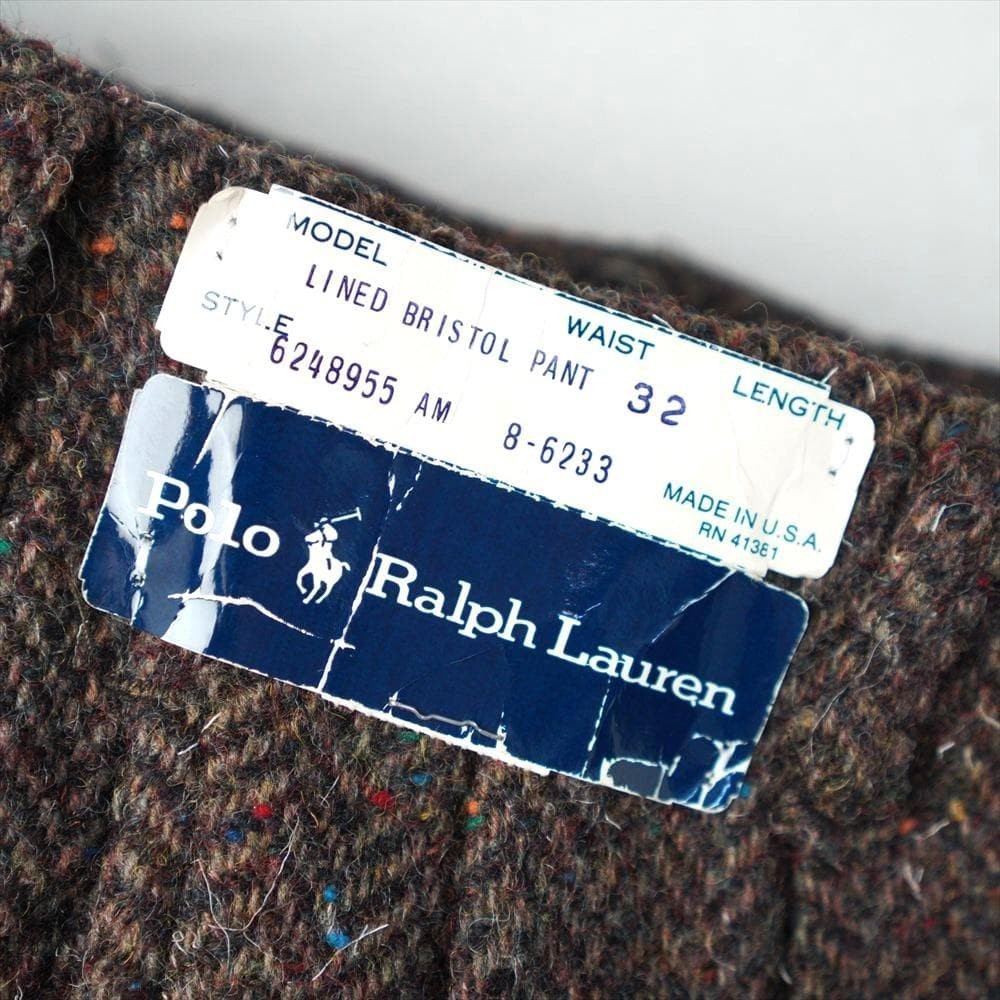 MODEL
LINED BRISTOL PANT
WAIST
32
LENGTH
STYLE
6248955 AM
8-6233
MADE IN U.S.A.
RN 41381
Polo Ralph Lauren